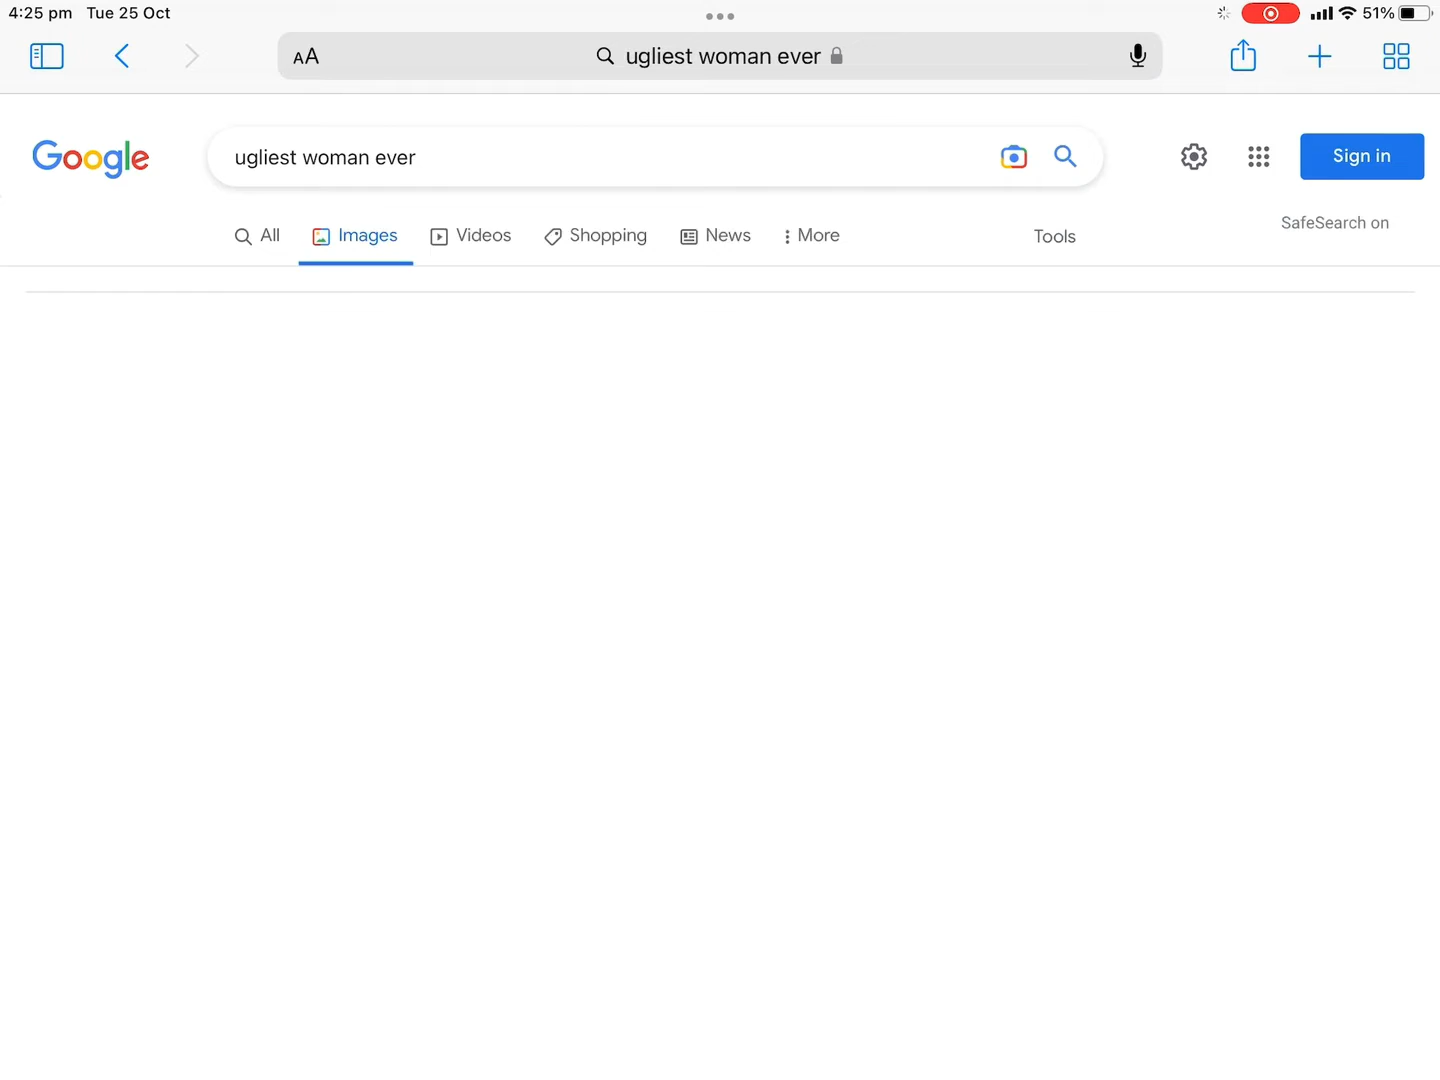 4:25 pm Tue 25 Oct
51%
AA ugliest woman ever
Google
ugliest woman ever
Sign in
All Images Videos Shopping News More Tools SafeSearch on